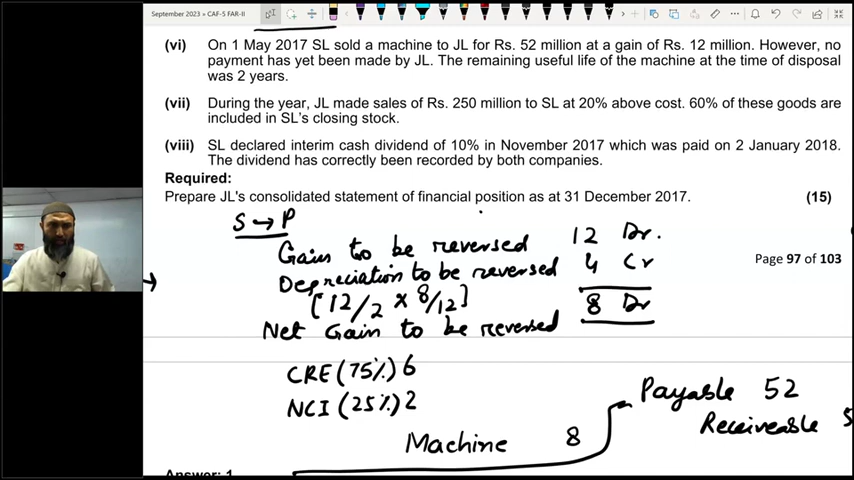 September 2023 » CAF-5 FAR-II
(vi) On 1 May 2017 SL sold a machine to JL for Rs. 52 million at a gain of Rs. 12 million. However, no
payment has yet been made by JL. The remaining useful life of the machine at the time of disposal
was 2 years.
(vii) During the year, JL made sales of Rs. 250 million to SL at 20% above cost. 60% of these goods are
included in SL's closing stock.
(viii) SL declared interim cash dividend of 10% in November 2017 which was paid on 2 January 2018.
The dividend has correctly been recorded by both companies.
Required:
Prepare JL's consolidated statement of financial position as at 31 December 2017. (15)
S → P
Gain to be reversed 12 Dr.
Depreciation to be reversed 4 Cr
Page 97 of 103
[12/2 × 8/12]
Net Gain to be reversed 8 Dr
CRE (75%) 6
NCI (25%) 2
Payable 52
Receiveable 5
Machine 8
Answer: 1